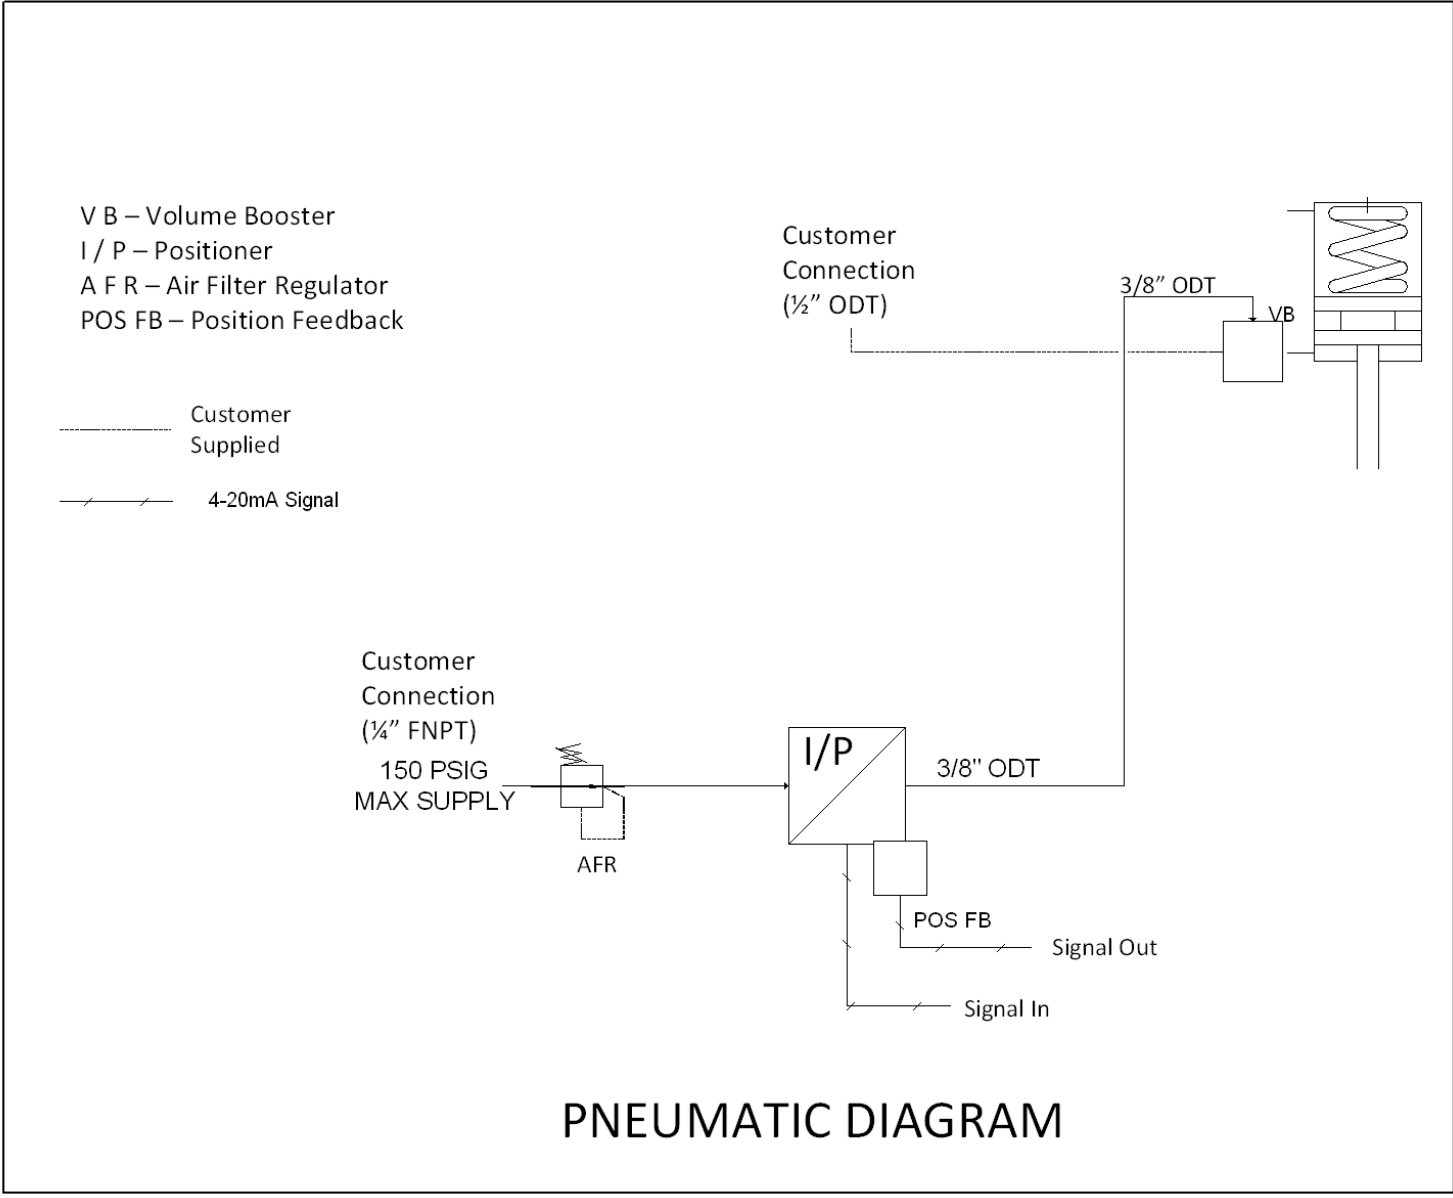 V B – Volume Booster
I / P – Positioner
A F R – Air Filter Regulator
POS FB – Position Feedback
Customer
Supplied
4-20mA Signal
Customer
Connection
(½” ODT)
3/8” ODT
VB
Customer
Connection
(¼” FNPT)
150 PSIG
MAX SUPPLY
AFR
I/P
3/8" ODT
POS FB
Signal Out
Signal In
PNEUMATIC DIAGRAM